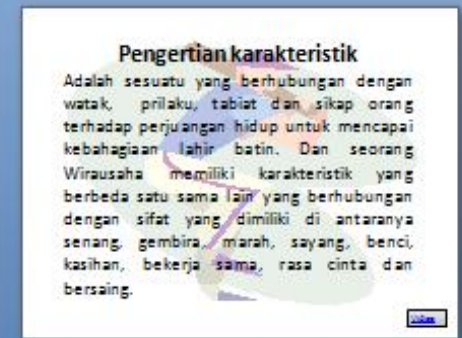 Pengertian karakteristik
Adalah sesuatu yang berhubungan dengan
watak, prilaku, tabiat dan sikap orang
terhadap perjuangan hidup untuk mencapai
kebahagiaan lahir batin. Dan seorang
Wirausaha memiliki karakteristik yang
berbeda satu sama lain yang berhubungan
dengan sifat yang dimiliki di antaranya
senang, gembira, marah, sayang, benci,
kasihan, bekerja sama, rasa cinta dan
bersaing.